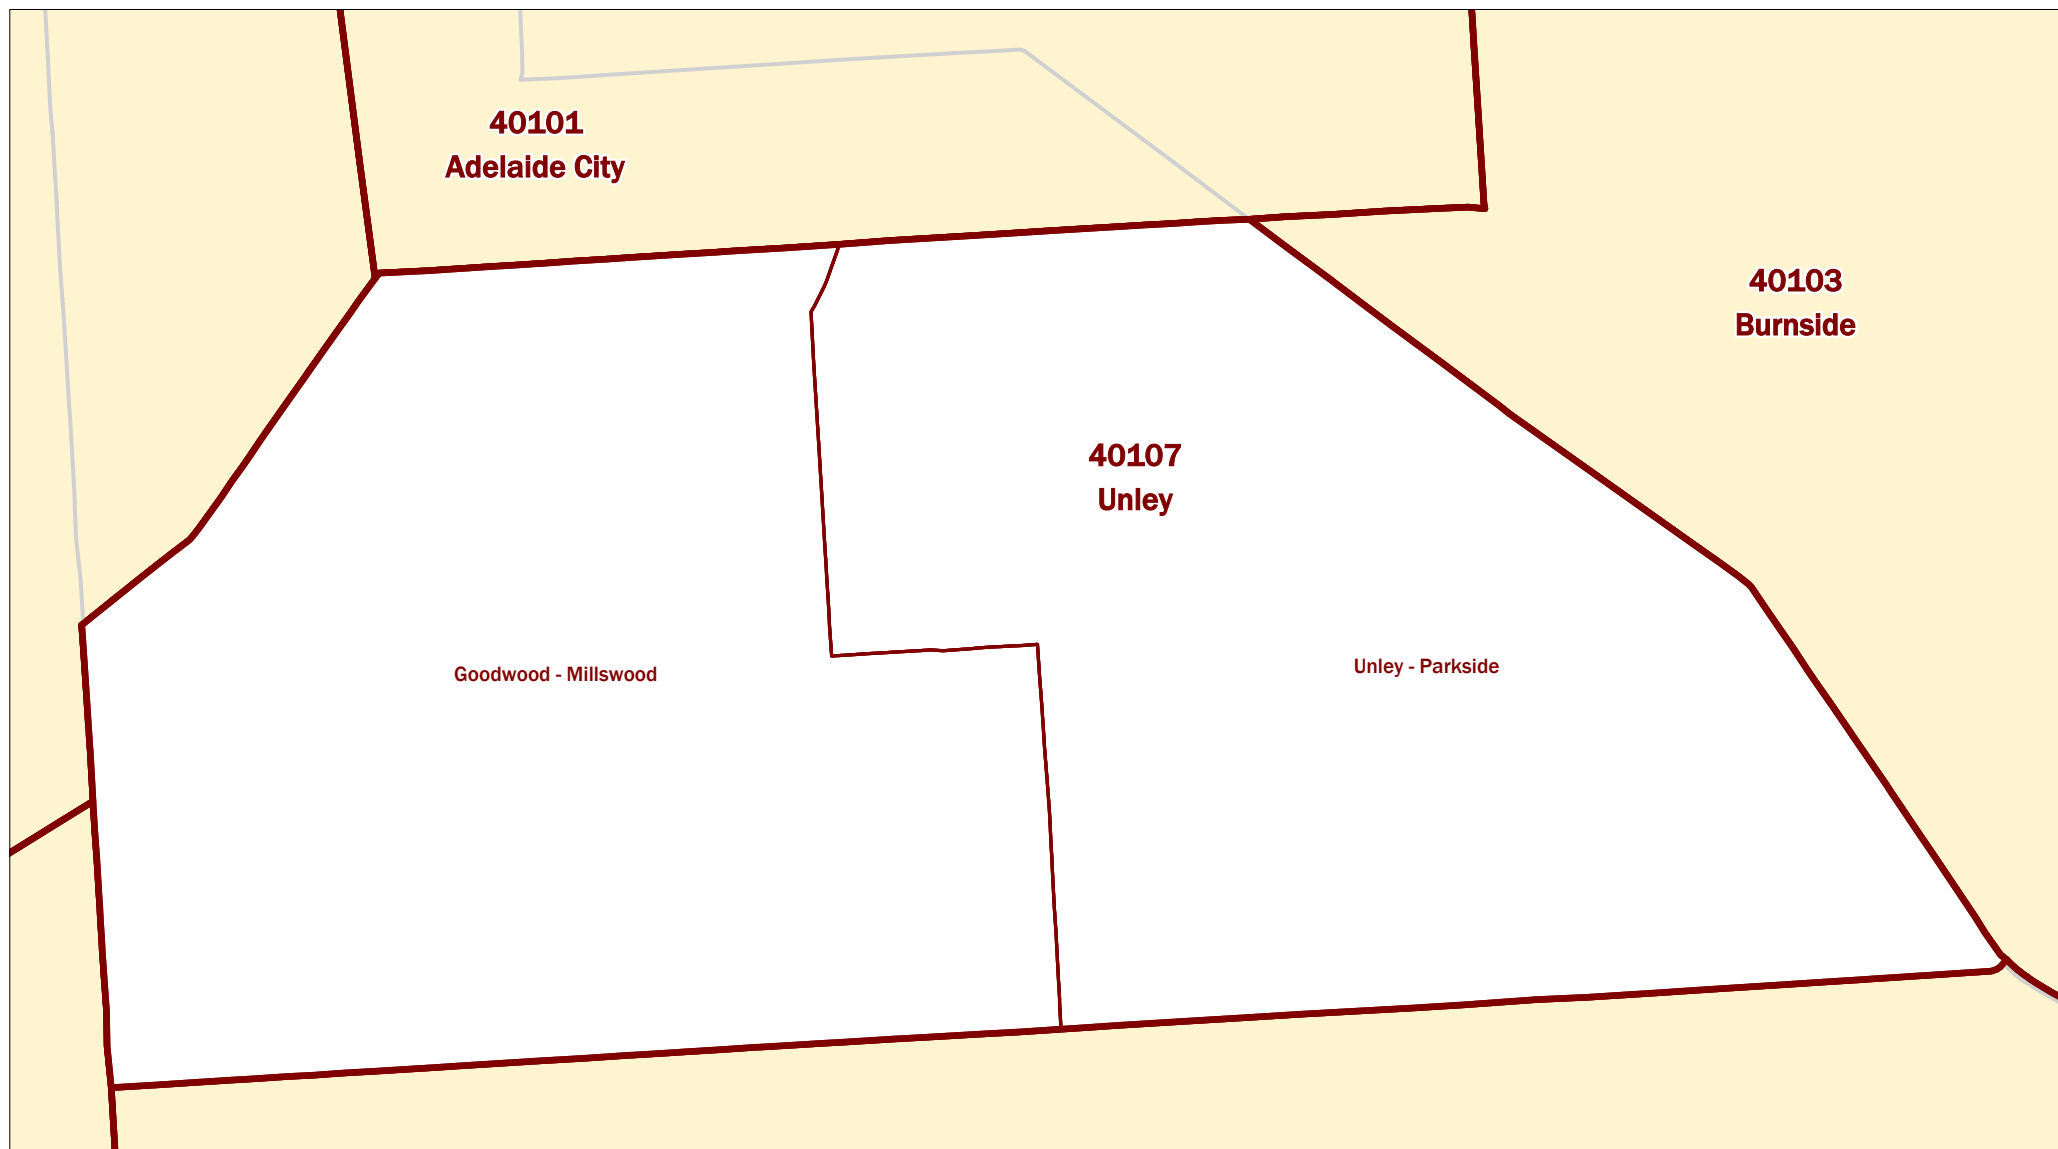 40101
Adelaide City
40103
Burnside
40107
Unley
Goodwood - Millswood
Unley - Parkside